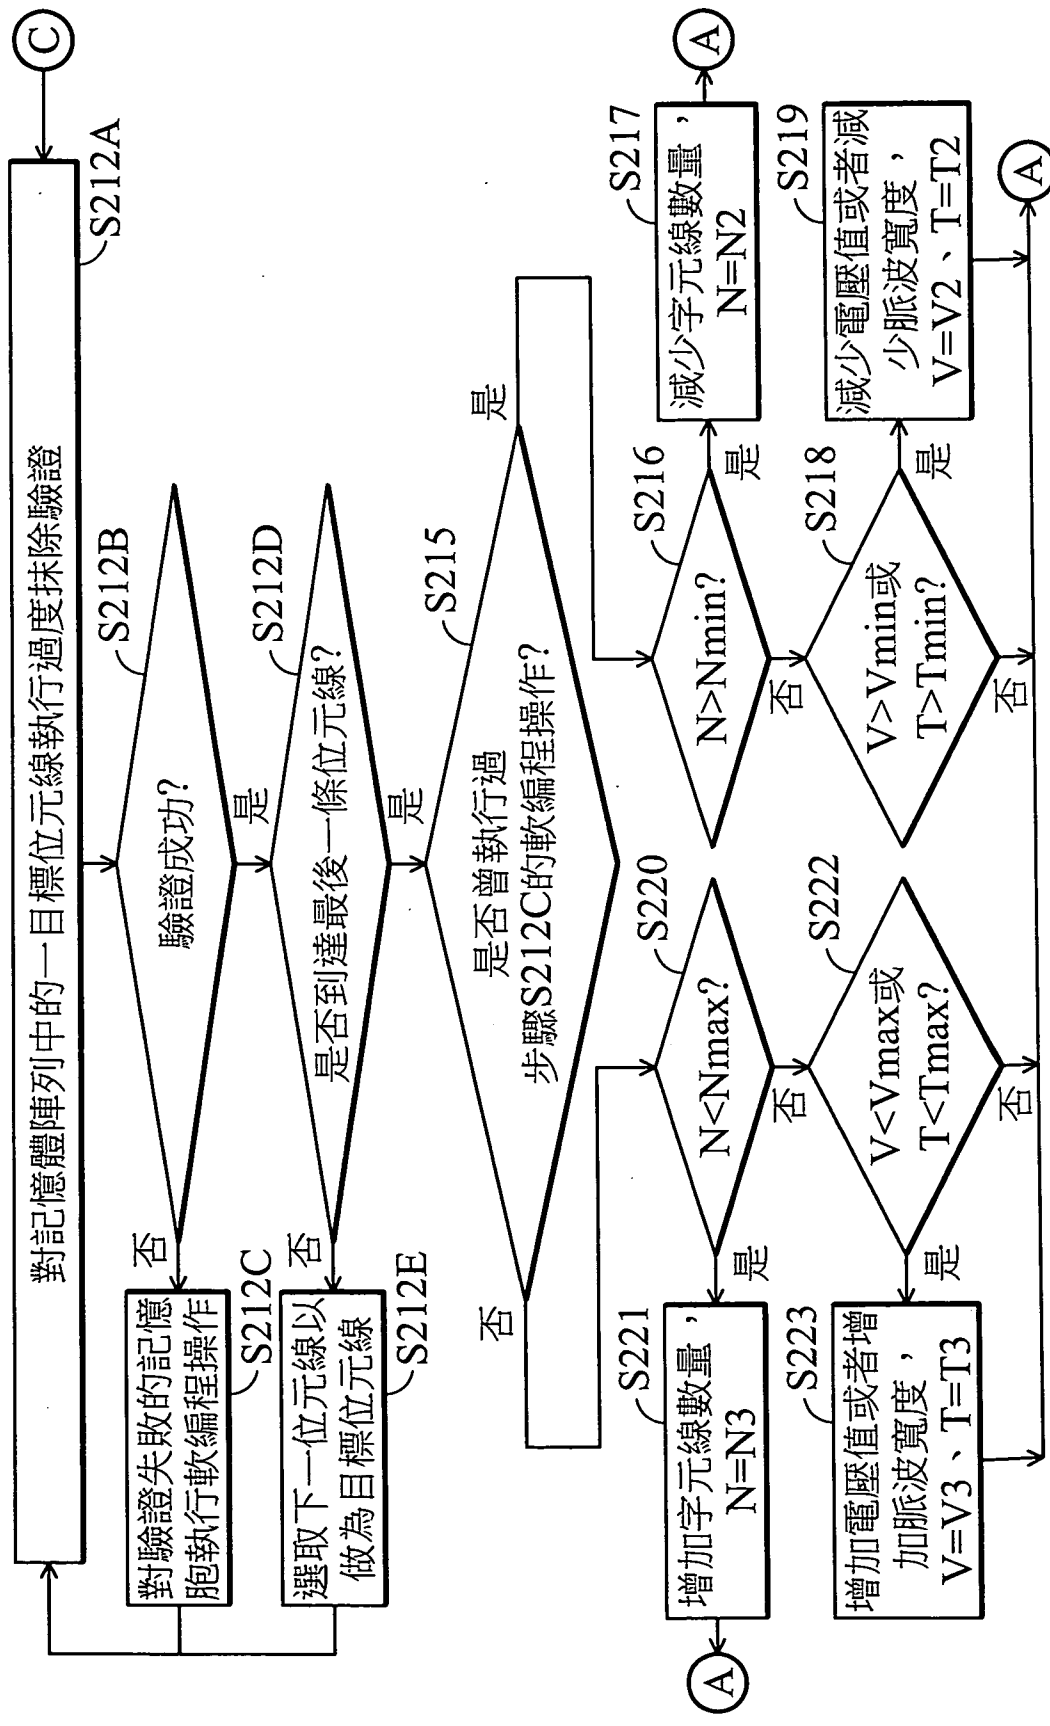 C
對記憶體陣列中的一目標位元線執行過度抹除驗證
S212A
驗證成功?
S212B
否
是
對驗證失敗的記憶
胞執行軟編程操作
S212C
是否到達最後一條位元線?
S212D
否
是
選取下一位元線以
做為目標位元線
S212E
是否曾執行過
步驟S212C的軟編程操作?
S215
否
是
N<Nmax?
S220
是
否
增加字元線數量，
N=N3
S221
A
N>Nmin?
S216
是
否
減少字元線數量，
N=N2
S217
A
V<Vmax或
T<Tmax?
S222
是
否
增加電壓值或者增
加脈波寬度，
V=V3、T=T3
S223
V>Vmin或
T>Tmin?
S218
是
否
減少電壓值或者減
少脈波寬度，
V=V2、T=T2
S219
A